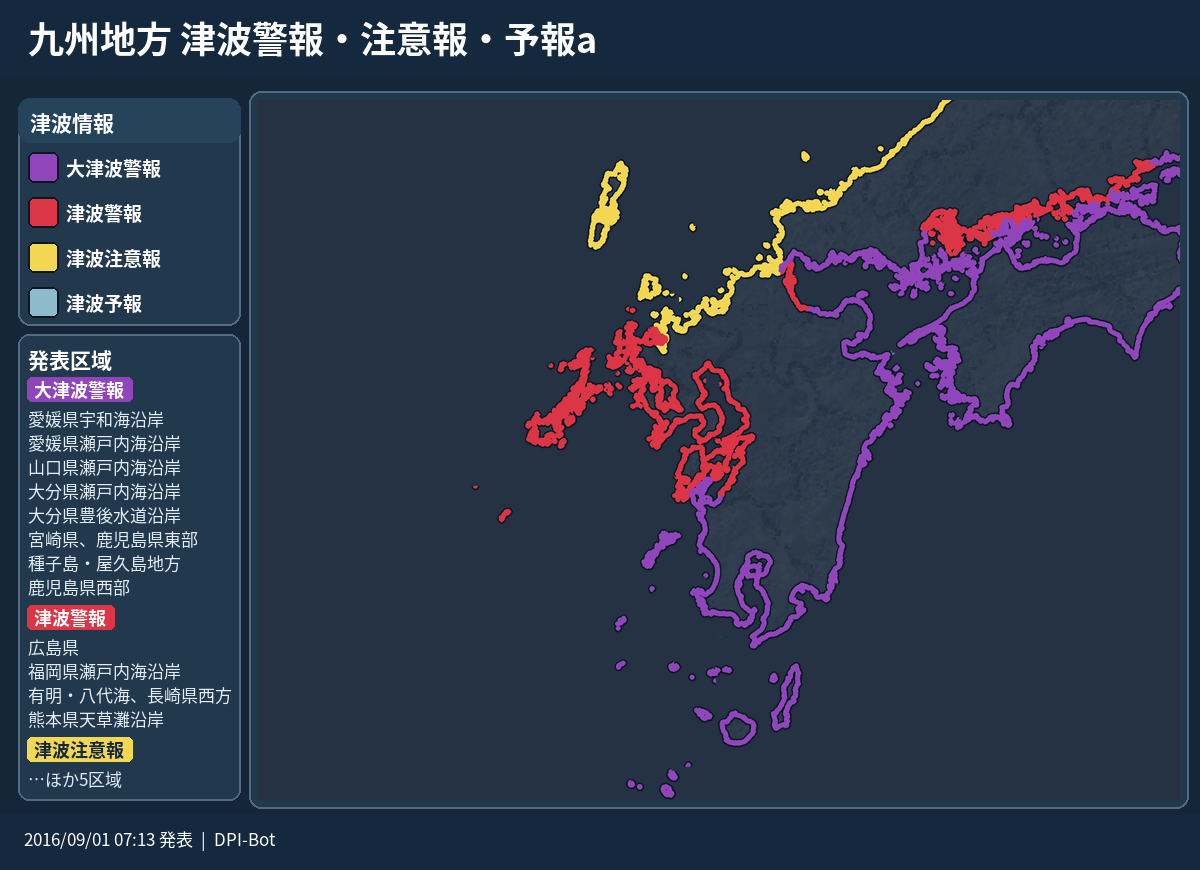 九州地方 津波警報・注意報・予報a
津波情報
大津波警報
津波警報
津波注意報
津波予報
発表区域
大津波警報
愛媛県宇和海沿岸
愛媛県瀬戸内海沿岸
山口県瀬戸内海沿岸
大分県瀬戸内海沿岸
大分県豊後水道沿岸
宮崎県、鹿児島県東部
種子島・屋久島地方
鹿児島県西部
津波警報
広島県
福岡県瀬戸内海沿岸
有明・八代海、長崎県西方
熊本県天草灘沿岸
津波注意報
…ほか5区域
2016/09/01 07:13 発表 | DPI-Bot